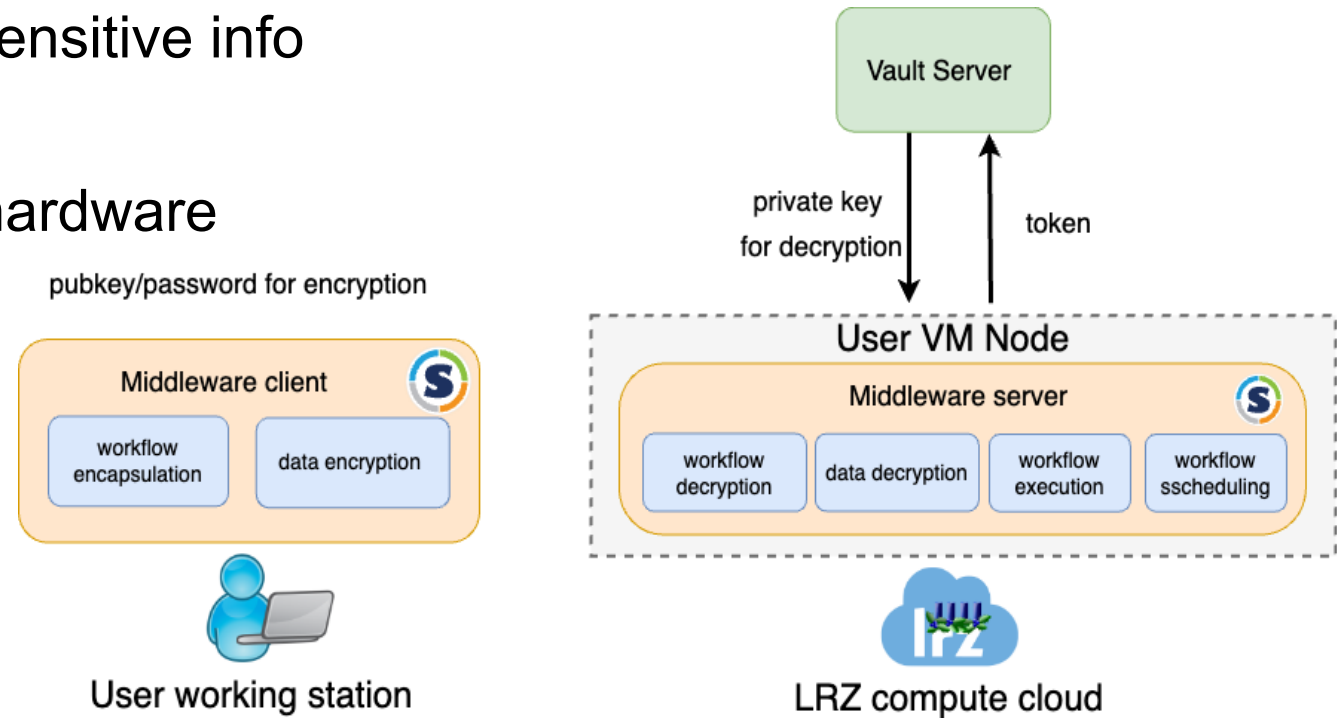 ensitive info
hardware
pubkey/password for encryption
Middleware client
S
workflow
encapsulation
data encryption
User working station
Vault Server
private key
for decryption
token
User VM Node
Middleware server
S
workflow
decryption
data decryption
workflow
execution
workflow
sscheduling
lrz
LRZ compute cloud